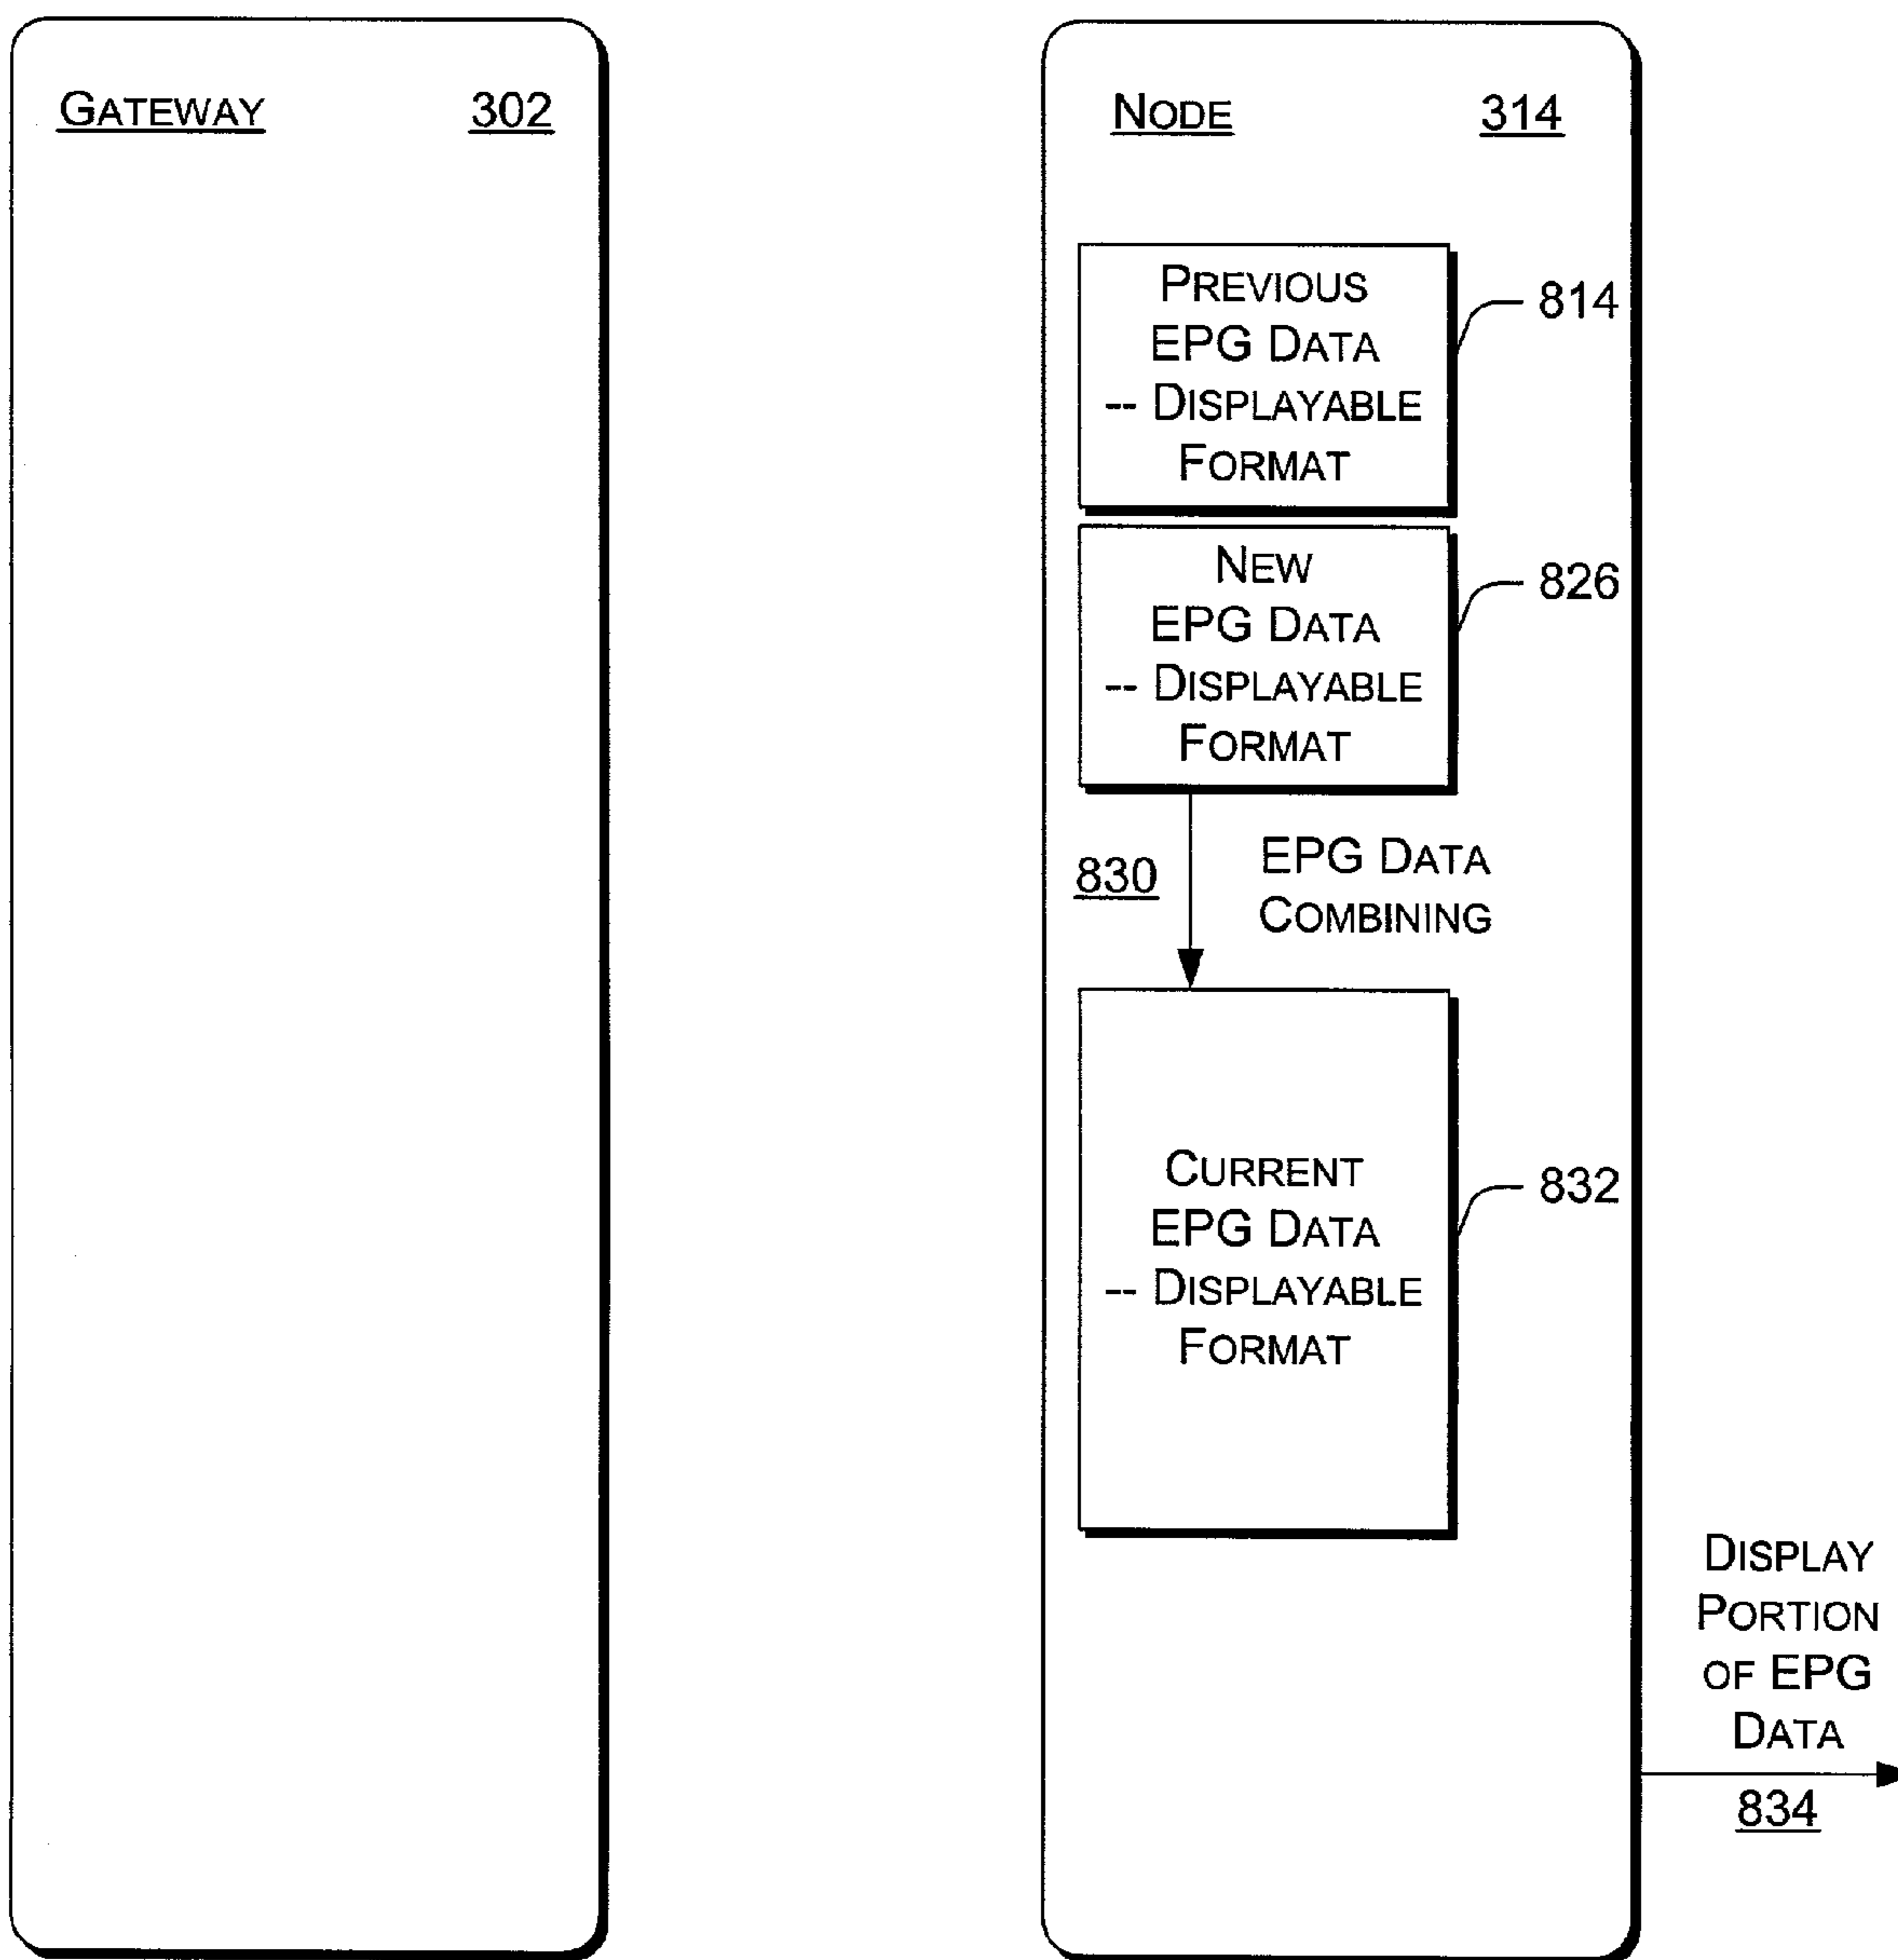 GATEWAY 302
NODE 314
PREVIOUS
EPG DATA
-- DISPLAYABLE
FORMAT
814
NEW
EPG DATA
-- DISPLAYABLE
FORMAT
826
830
EPG DATA
COMBINING
CURRENT
EPG DATA
-- DISPLAYABLE
FORMAT
832
DISPLAY
PORTION
OF EPG
DATA
834